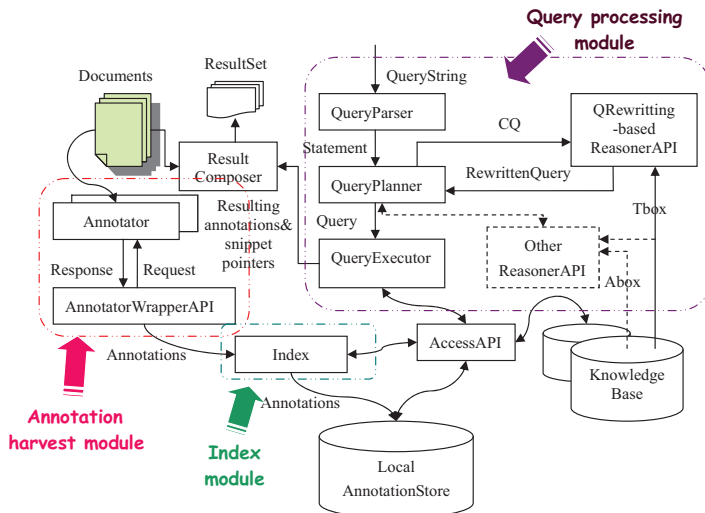 Query processing
module
Documents
ResultSet
QueryString
QueryParser
QRewritting
-based
ReasonerAPI
CQ
Statement
Result
Composer
QueryPlanner
RewrittenQuery
Annotator
Resulting
annotations&
snippet
pointers
Query
Tbox
QueryExecutor
Other
ReasonerAPI
Response
Request
Abox
AnnotatorWrapperAPI
Annotations
Index
AccessAPI
Knowledge
Base
Annotations
Annotation
harvest module
Index
module
Local
AnnotationStore